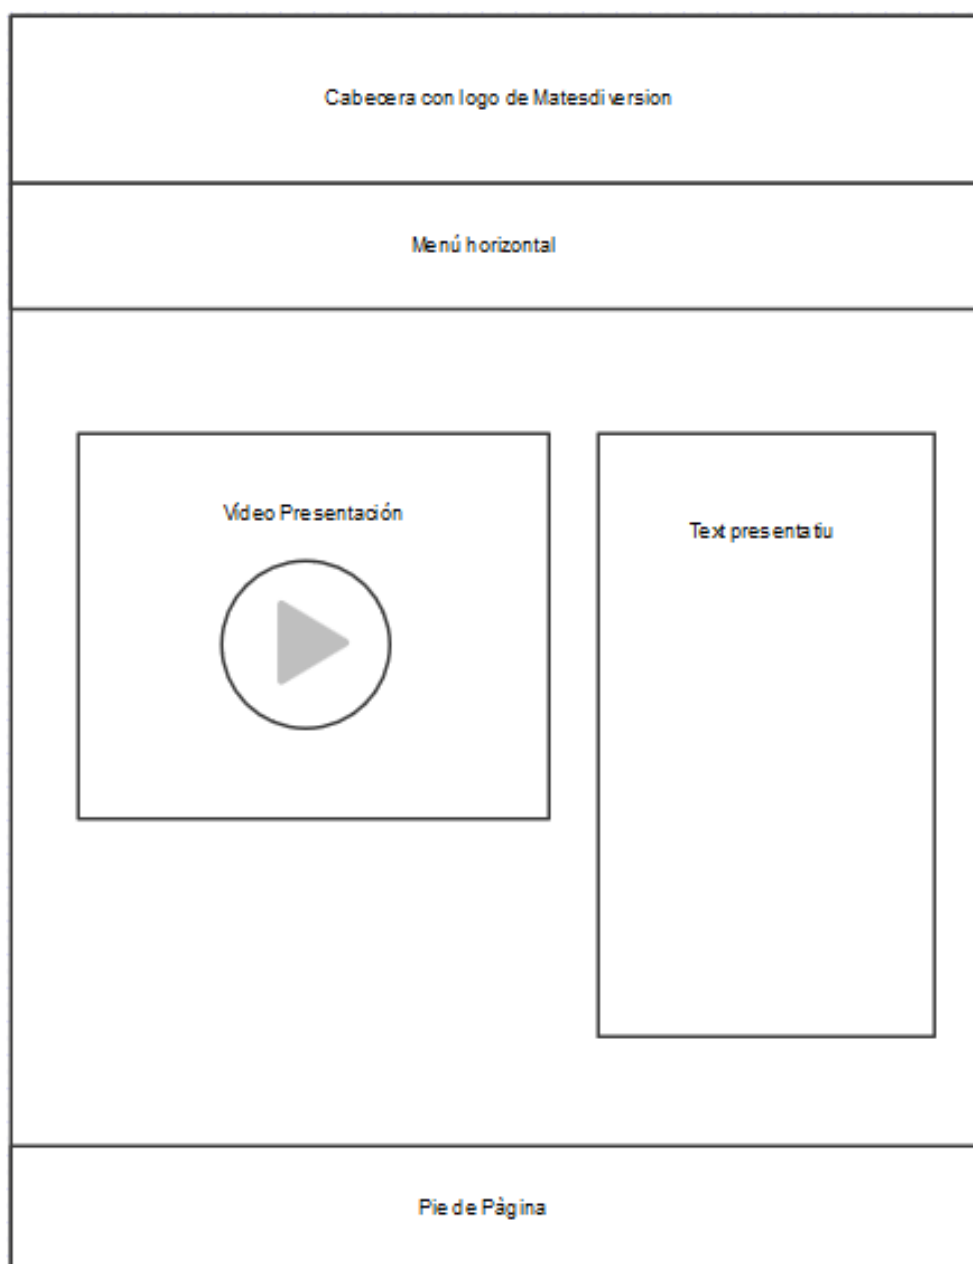 Cabecera con logo de Matesdiversion
Menú horizontal
Vídeo Presentación
Text presentatiu
Pie de Pàgina